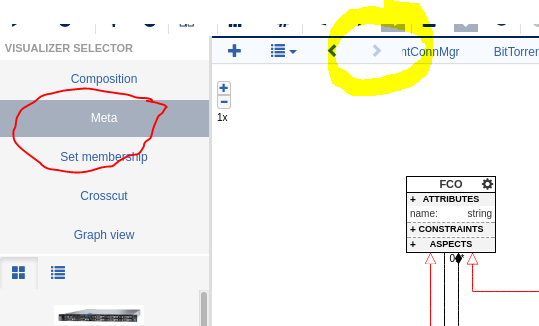 VISUALIZER SELECTOR
Composition
Meta
Set membership
Crosscut
Graph view
ntConnMgr
BitTorren
1x
FCO
+ ATTRIBUTES
name: string
+ CONSTRAINTS
+ ASPECTS